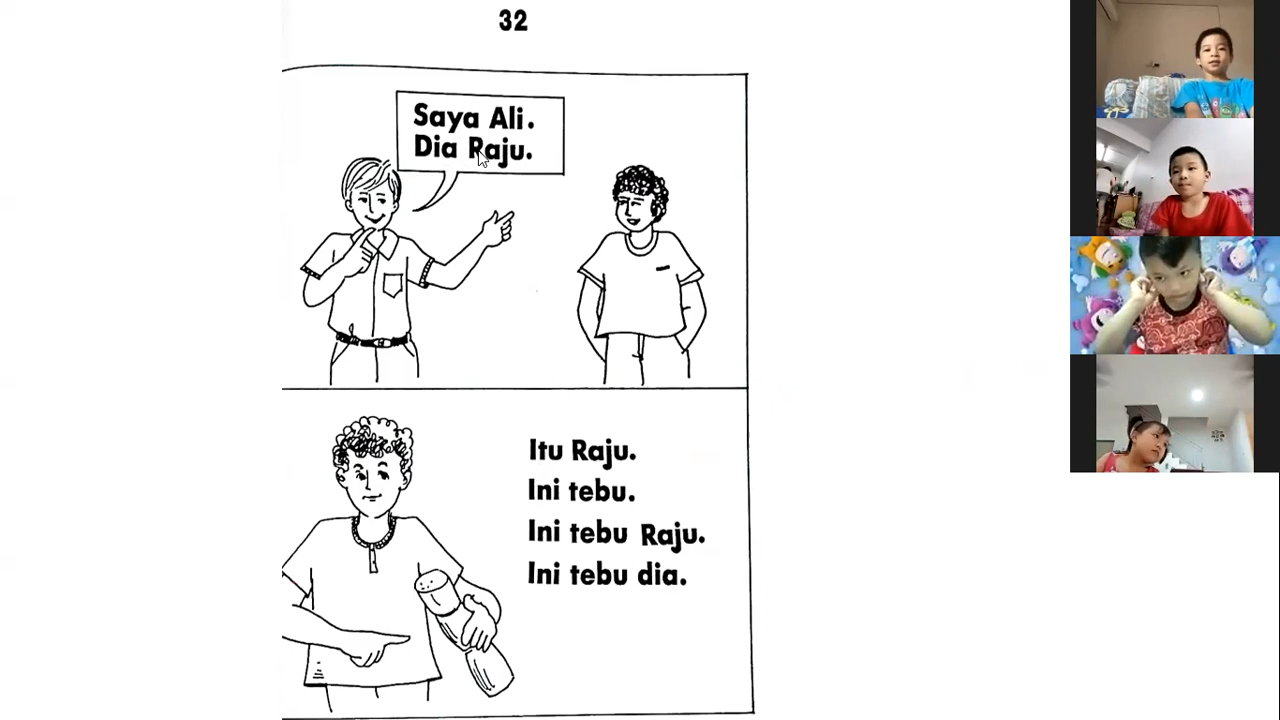 32
Saya Ali.
Dia Raju.
Itu Raju.
Ini tebu.
Ini tebu Raju.
Ini tebu dia.